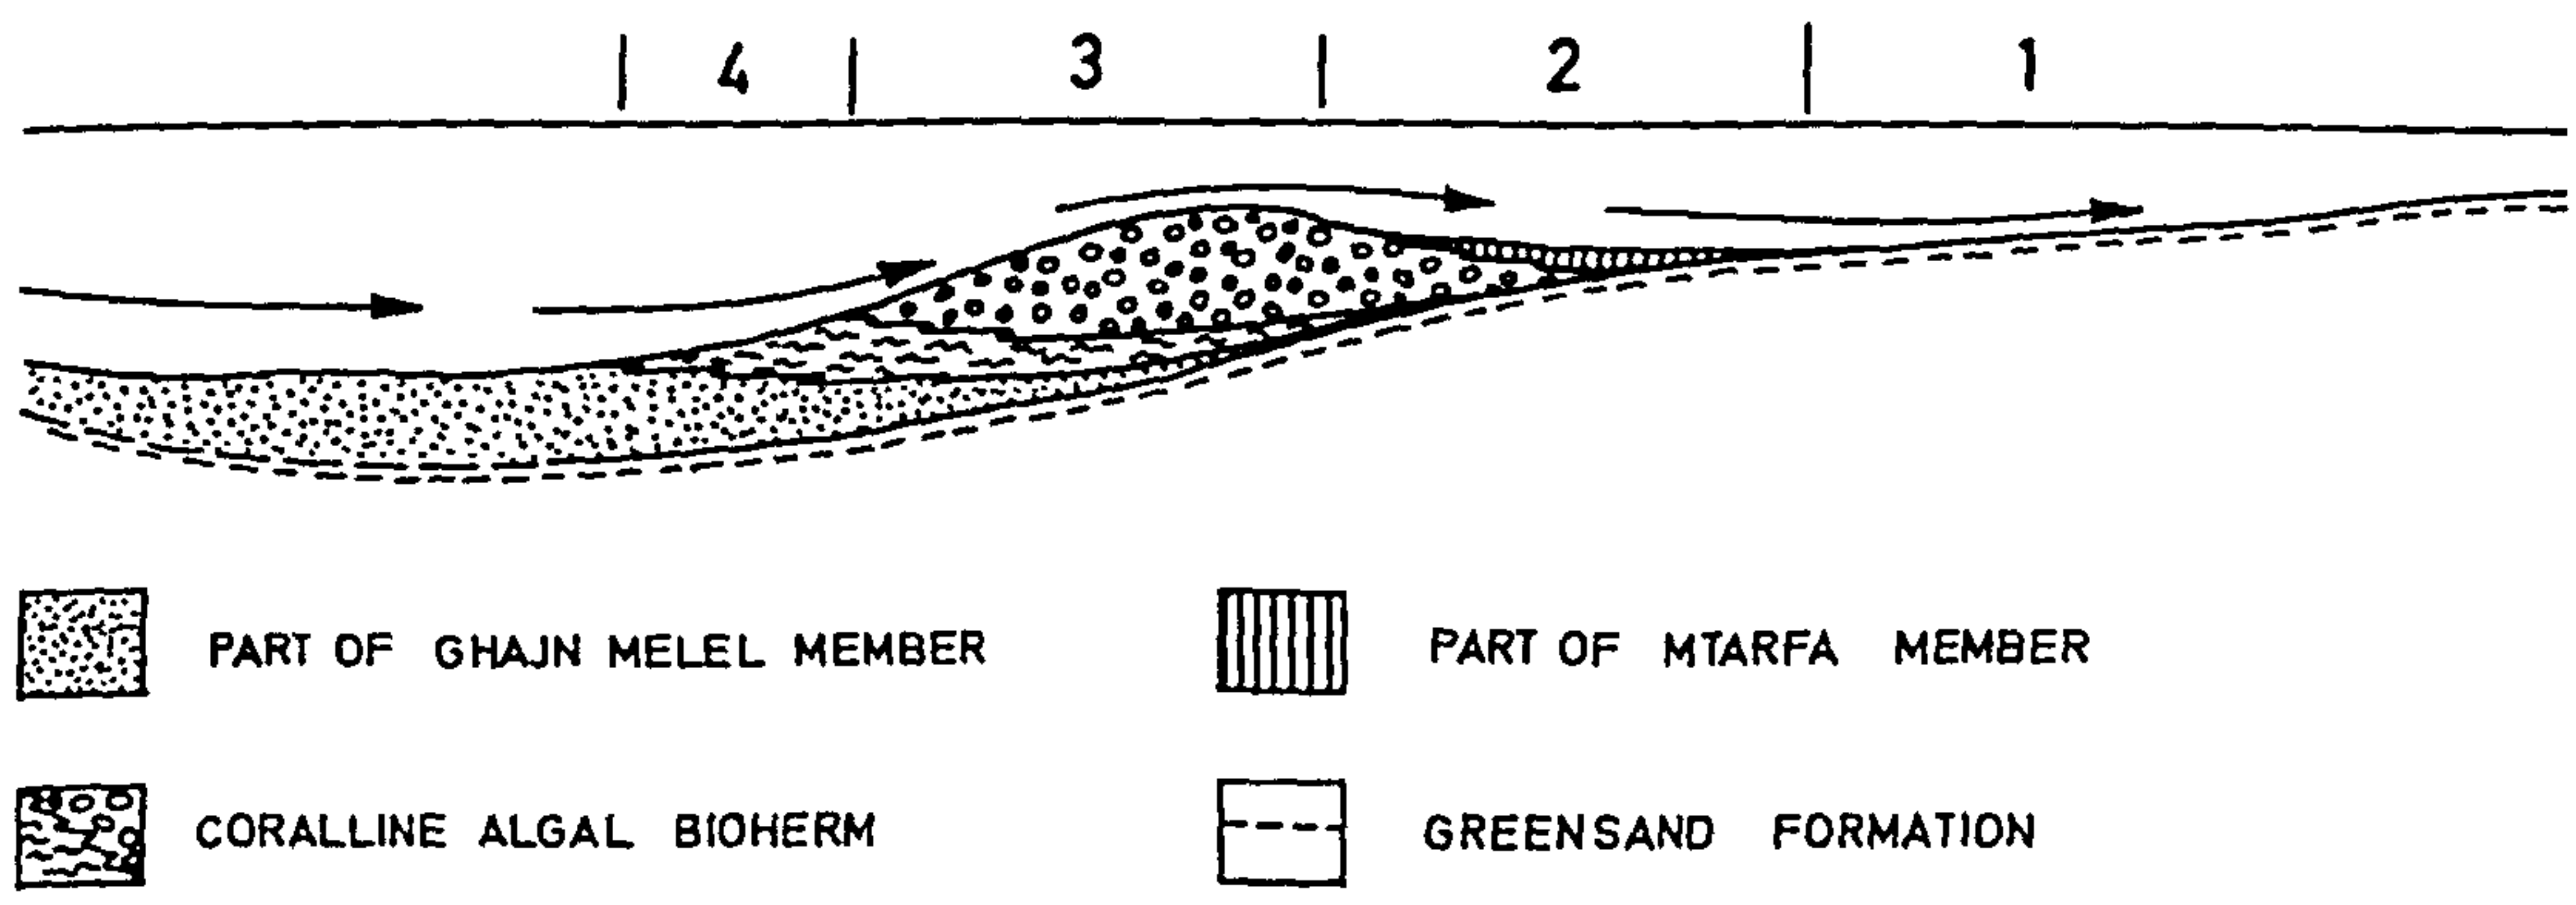 4 3 2 1
PART OF GHAJN MELEL MEMBER
PART OF MTARFA MEMBER
CORALLINE ALGAL BIOHERM
GREENSAND FORMATION